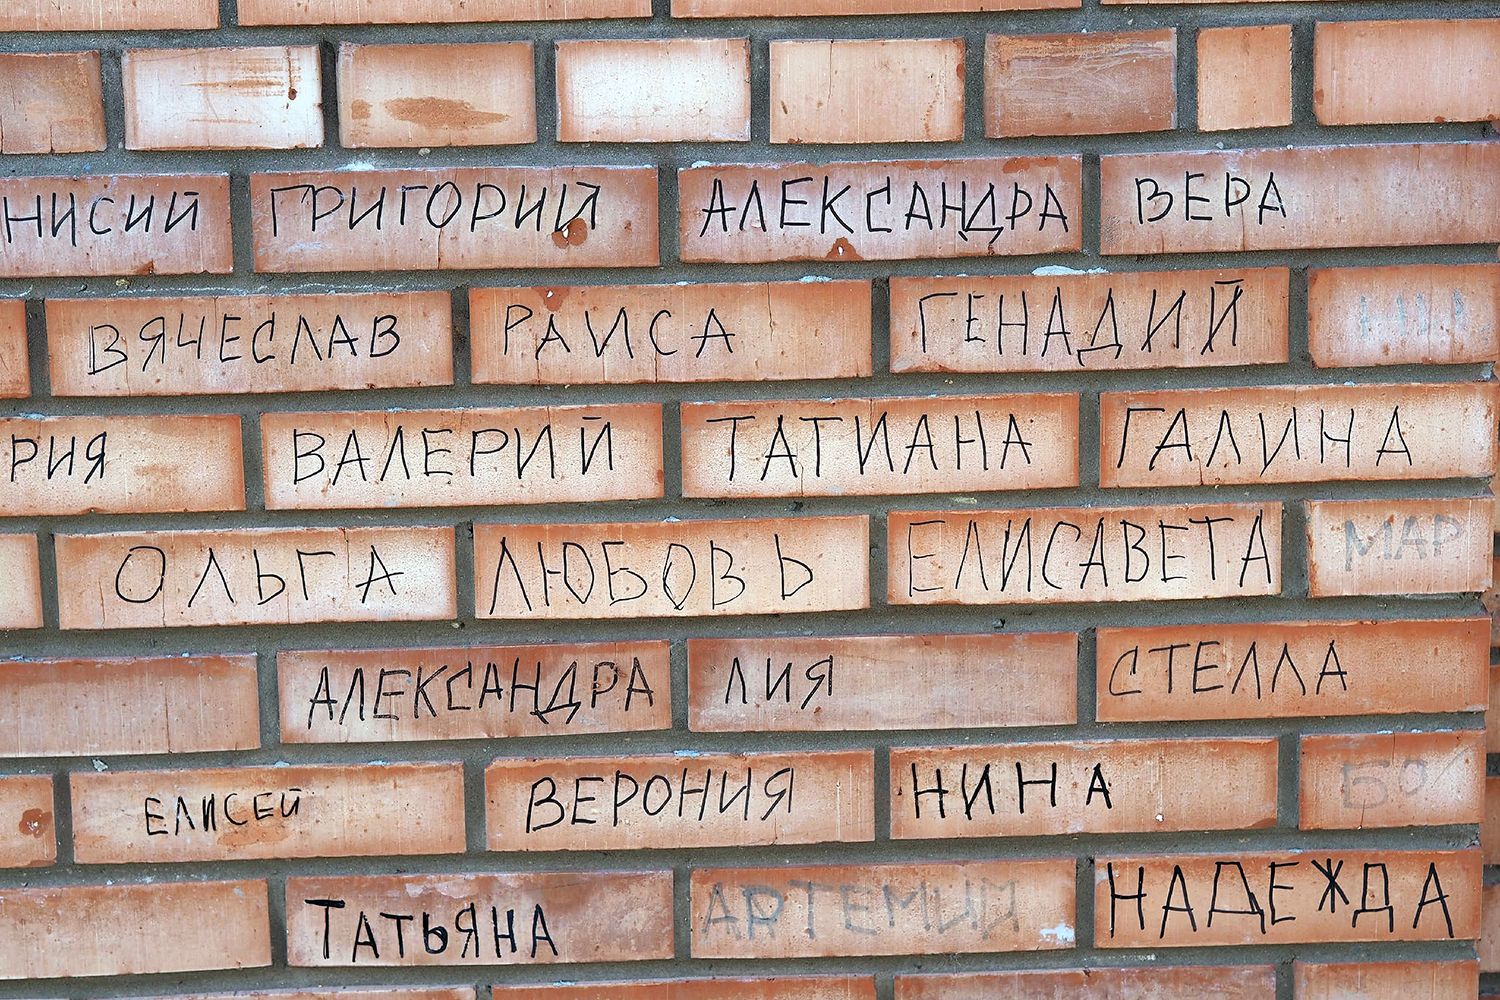 НИСИЙ ГРИГОРИЙ АЛЕКСАНДРА ВЕРА
ВЯЧЕСЛАВ РАИСА ГЕНАДИЙ
РИЯ ВАЛЕРИЙ ТАТИАНА ГАЛИНА
ОЛЬГА ЛЮБОВЬ ЕЛИСАВЕТА МАР
АЛЕКСАНДРА ЛИЯ СТЕЛЛА
ЕЛИСЕЙ ВЕРОНИЯ НИНА БО
ТАТЬЯНА АРТЕМИЙ НАДЕЖДА